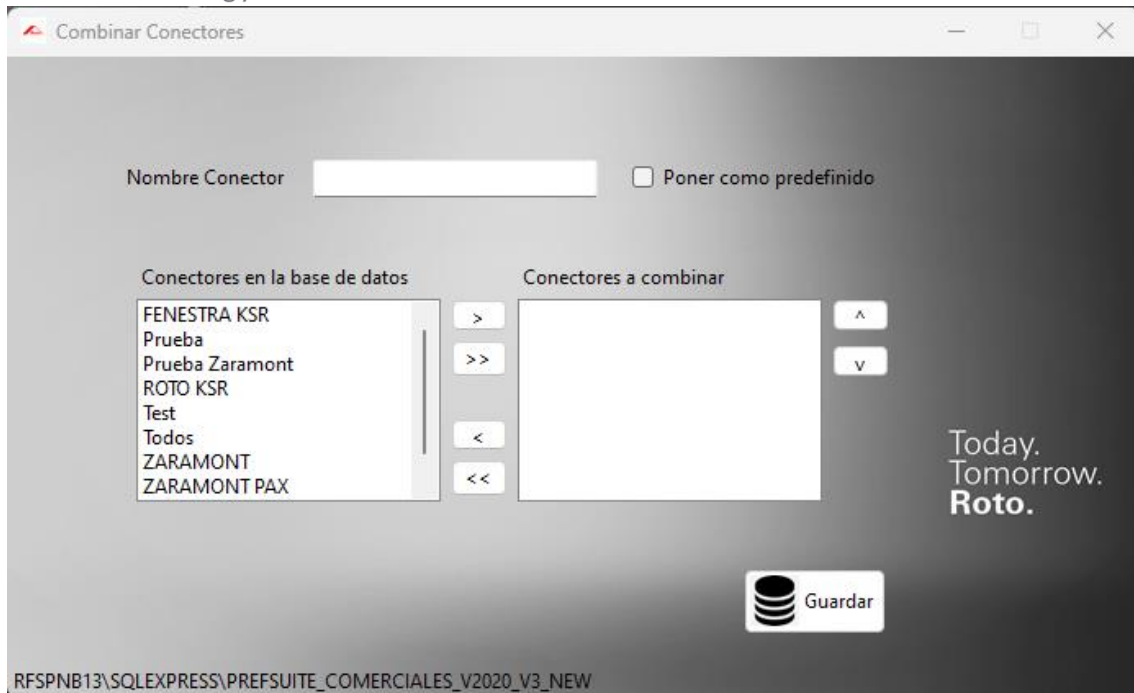 Combinar Conectores
Nombre Conector
Poner como predefinido
Conectores en la base de datos
Conectores a combinar
FENESTRA KSR
Prueba
Prueba Zaramont
ROTO KSR
Test
Todos
ZARAMONT
ZARAMONT PAX
>
>>
<
<<
^
v
Today.
Tomorrow.
Roto.
Guardar
RFSPNB13\SQLEXPRESS\PREFSUITE_COMERCIALES_V2020_V3_NEW